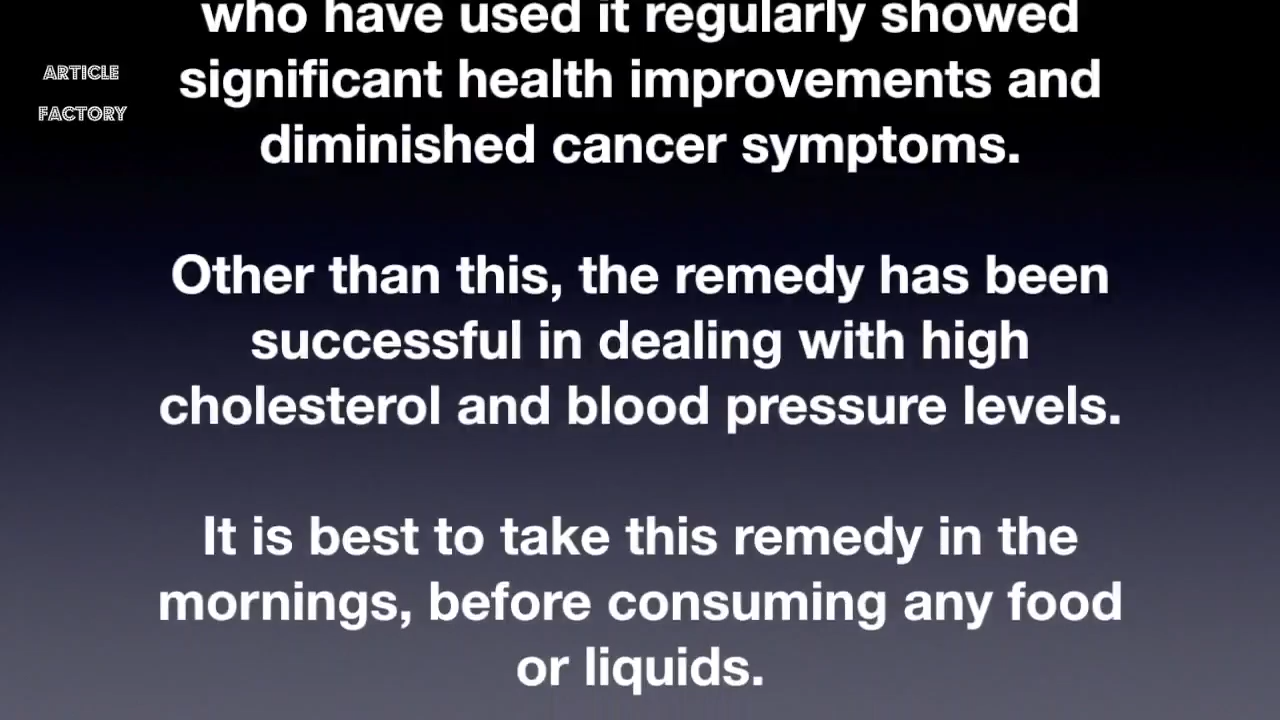 who have used it regularly showed
ARTICLE
FACTORY
significant health improvements and
diminished cancer symptoms.
Other than this, the remedy has been
successful in dealing with high
cholesterol and blood pressure levels.
It is best to take this remedy in the
mornings, before consuming any food
or liquids.